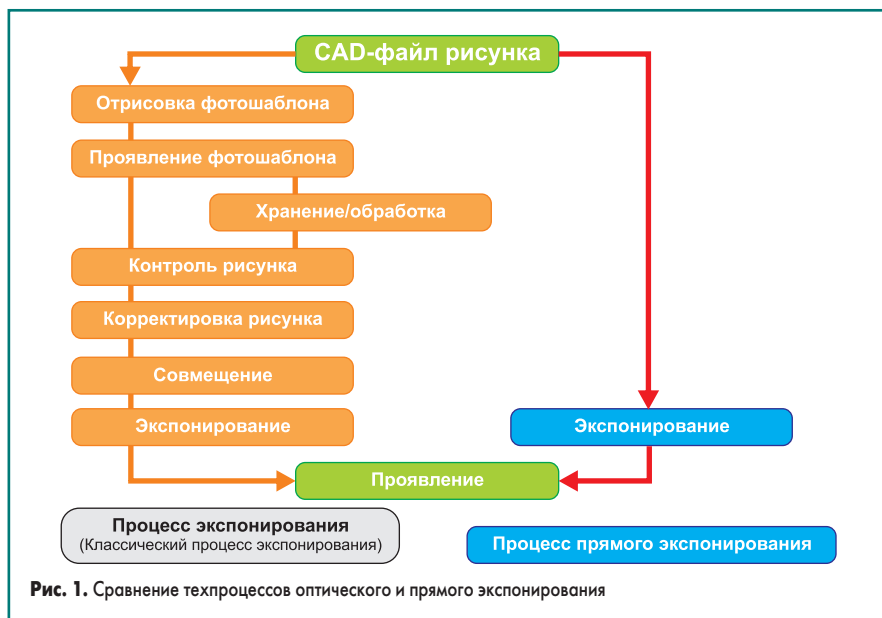 CAD-файл рисунка
Отрисовка фотошаблона
Проявление фотошаблона
Хранение/обработка
Контроль рисунка
Корректировка рисунка
Совмещение
Экспонирование
Экспонирование
Проявление
Процесс экспонирования
(Классический процесс экспонирования)
Процесс прямого экспонирования
Рис. 1. Сравнение техпроцессов оптического и прямого экспонирования